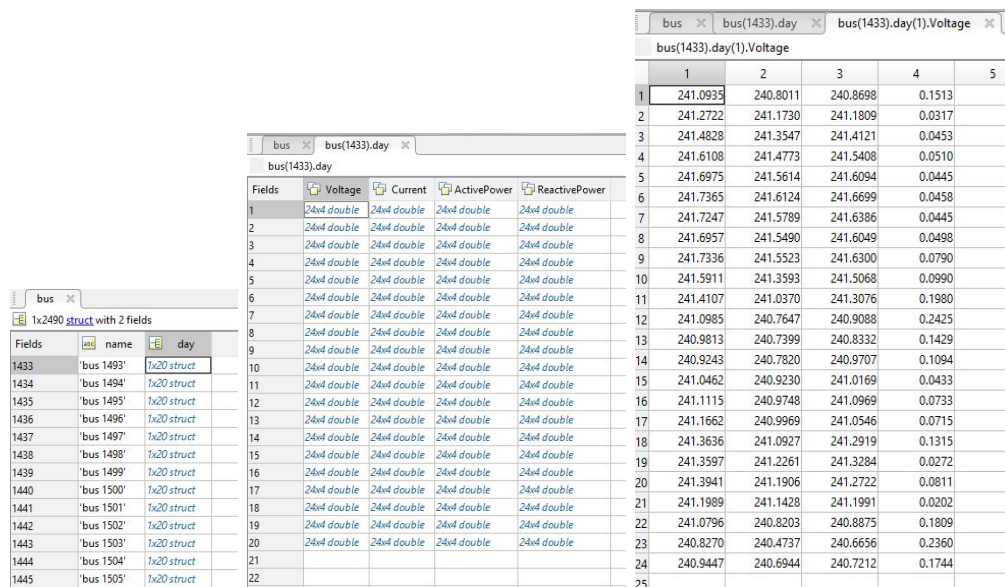 bus
1x2490 struct with 2 fields
Fields name day
1433 'bus 1493' 1x20 struct
1434 'bus 1494' 1x20 struct
1435 'bus 1495' 1x20 struct
1436 'bus 1496' 1x20 struct
1437 'bus 1497' 1x20 struct
1438 'bus 1498' 1x20 struct
1439 'bus 1499' 1x20 struct
1440 'bus 1500' 1x20 struct
1441 'bus 1501' 1x20 struct
1442 'bus 1502' 1x20 struct
1443 'bus 1503' 1x20 struct
1444 'bus 1504' 1x20 struct
1445 'bus 1505' 1x20 struct
bus bus(1433).day
bus(1433).day
Fields Voltage Current ActivePower ReactivePower
1 24x4 double 24x4 double 24x4 double 24x4 double
2 24x4 double 24x4 double 24x4 double 24x4 double
3 24x4 double 24x4 double 24x4 double 24x4 double
4 24x4 double 24x4 double 24x4 double 24x4 double
5 24x4 double 24x4 double 24x4 double 24x4 double
6 24x4 double 24x4 double 24x4 double 24x4 double
7 24x4 double 24x4 double 24x4 double 24x4 double
8 24x4 double 24x4 double 24x4 double 24x4 double
9 24x4 double 24x4 double 24x4 double 24x4 double
10 24x4 double 24x4 double 24x4 double 24x4 double
11 24x4 double 24x4 double 24x4 double 24x4 double
12 24x4 double 24x4 double 24x4 double 24x4 double
13 24x4 double 24x4 double 24x4 double 24x4 double
14 24x4 double 24x4 double 24x4 double 24x4 double
15 24x4 double 24x4 double 24x4 double 24x4 double
16 24x4 double 24x4 double 24x4 double 24x4 double
17 24x4 double 24x4 double 24x4 double 24x4 double
18 24x4 double 24x4 double 24x4 double 24x4 double
19 24x4 double 24x4 double 24x4 double 24x4 double
20 24x4 double 24x4 double 24x4 double 24x4 double
21
22
bus bus(1433).day bus(1433).day(1).Voltage
bus(1433).day(1).Voltage
1 2 3 4 5
1 241.0935 240.8011 240.8698 0.1513
2 241.2722 241.1730 241.1809 0.0317
3 241.4828 241.3547 241.4121 0.0453
4 241.6108 241.4773 241.5408 0.0510
5 241.6975 241.5614 241.6094 0.0445
6 241.7365 241.6124 241.6699 0.0458
7 241.7247 241.5789 241.6386 0.0445
8 241.6957 241.5490 241.6049 0.0498
9 241.7336 241.5523 241.6300 0.0790
10 241.5911 241.3593 241.5068 0.0990
11 241.4107 241.0370 241.3076 0.1980
12 241.0985 240.7647 240.9088 0.2425
13 240.9813 240.7399 240.8332 0.1429
14 240.9243 240.7820 240.9707 0.1094
15 241.0462 240.9230 241.0169 0.0433
16 241.1115 240.9748 241.0969 0.0733
17 241.1662 240.9969 241.0546 0.0715
18 241.3636 241.0927 241.2919 0.1315
19 241.3597 241.2261 241.3284 0.0272
20 241.3941 241.1906 241.2722 0.0811
21 241.1989 241.1428 241.1991 0.0202
22 241.0796 240.8203 240.8875 0.1809
23 240.8270 240.4737 240.6656 0.2360
24 240.9447 240.6944 240.7212 0.1744
25